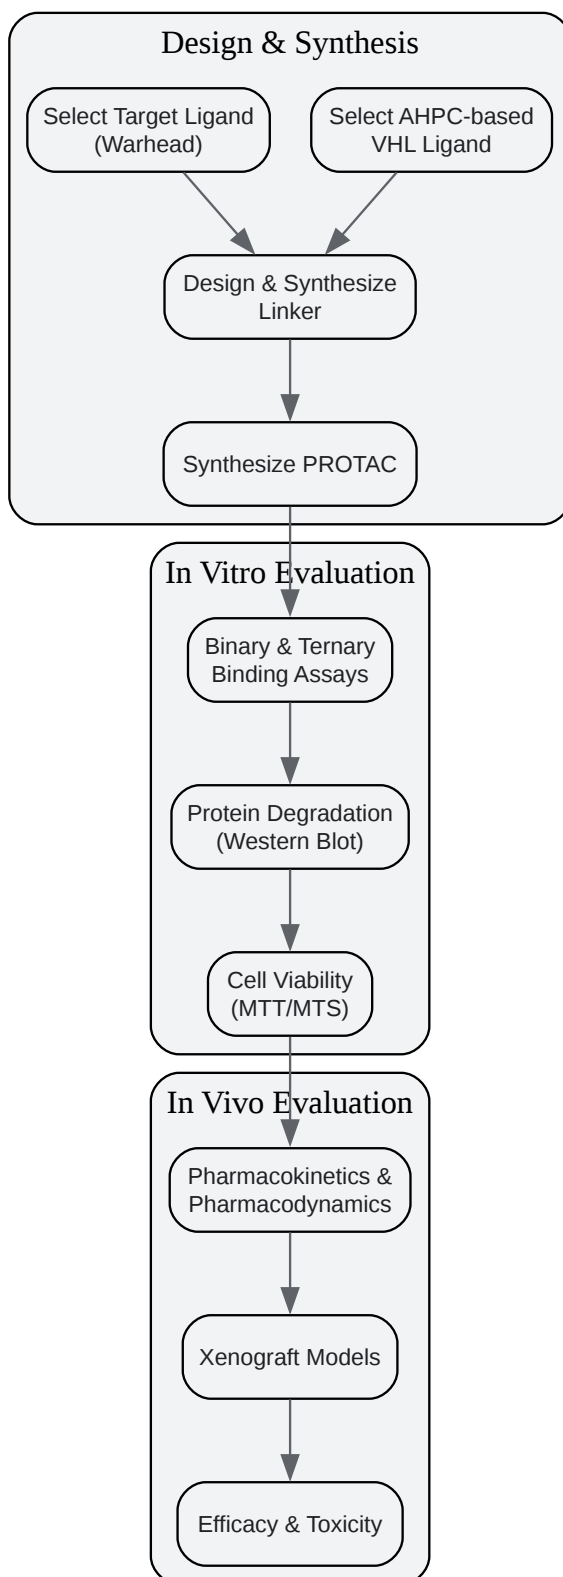 Design & Synthesis
Select Target Ligand
(Warhead)
Select AHPC-based
VHL Ligand
Design & Synthesize
Linker
Synthesize PROTAC
In Vitro Evaluation
Binary & Ternary
Binding Assays
Protein Degradation
(Western Blot)
Cell Viability
(MTT/MTS)
In Vivo Evaluation
Pharmacokinetics &
Pharmacodynamics
Xenograft Models
Efficacy & Toxicity